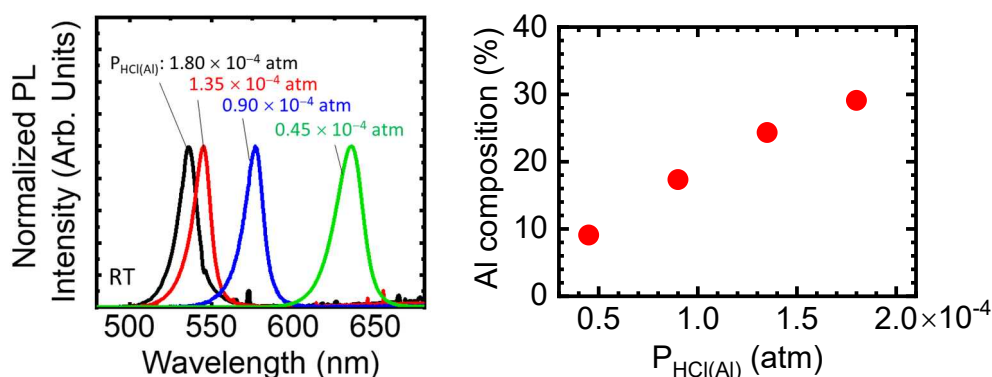 Normalized PL
Intensity (Arb. Units)
P_HCl(Al): 1.80 × 10⁻⁴ atm
1.35 × 10⁻⁴ atm
0.90 × 10⁻⁴ atm
0.45 × 10⁻⁴ atm
RT
500 550 600 650
Wavelength (nm)
Al composition (%)
40
30
20
10
0
0.5 1.0 1.5 2.0×10⁻⁴
P_HCl(Al) (atm)